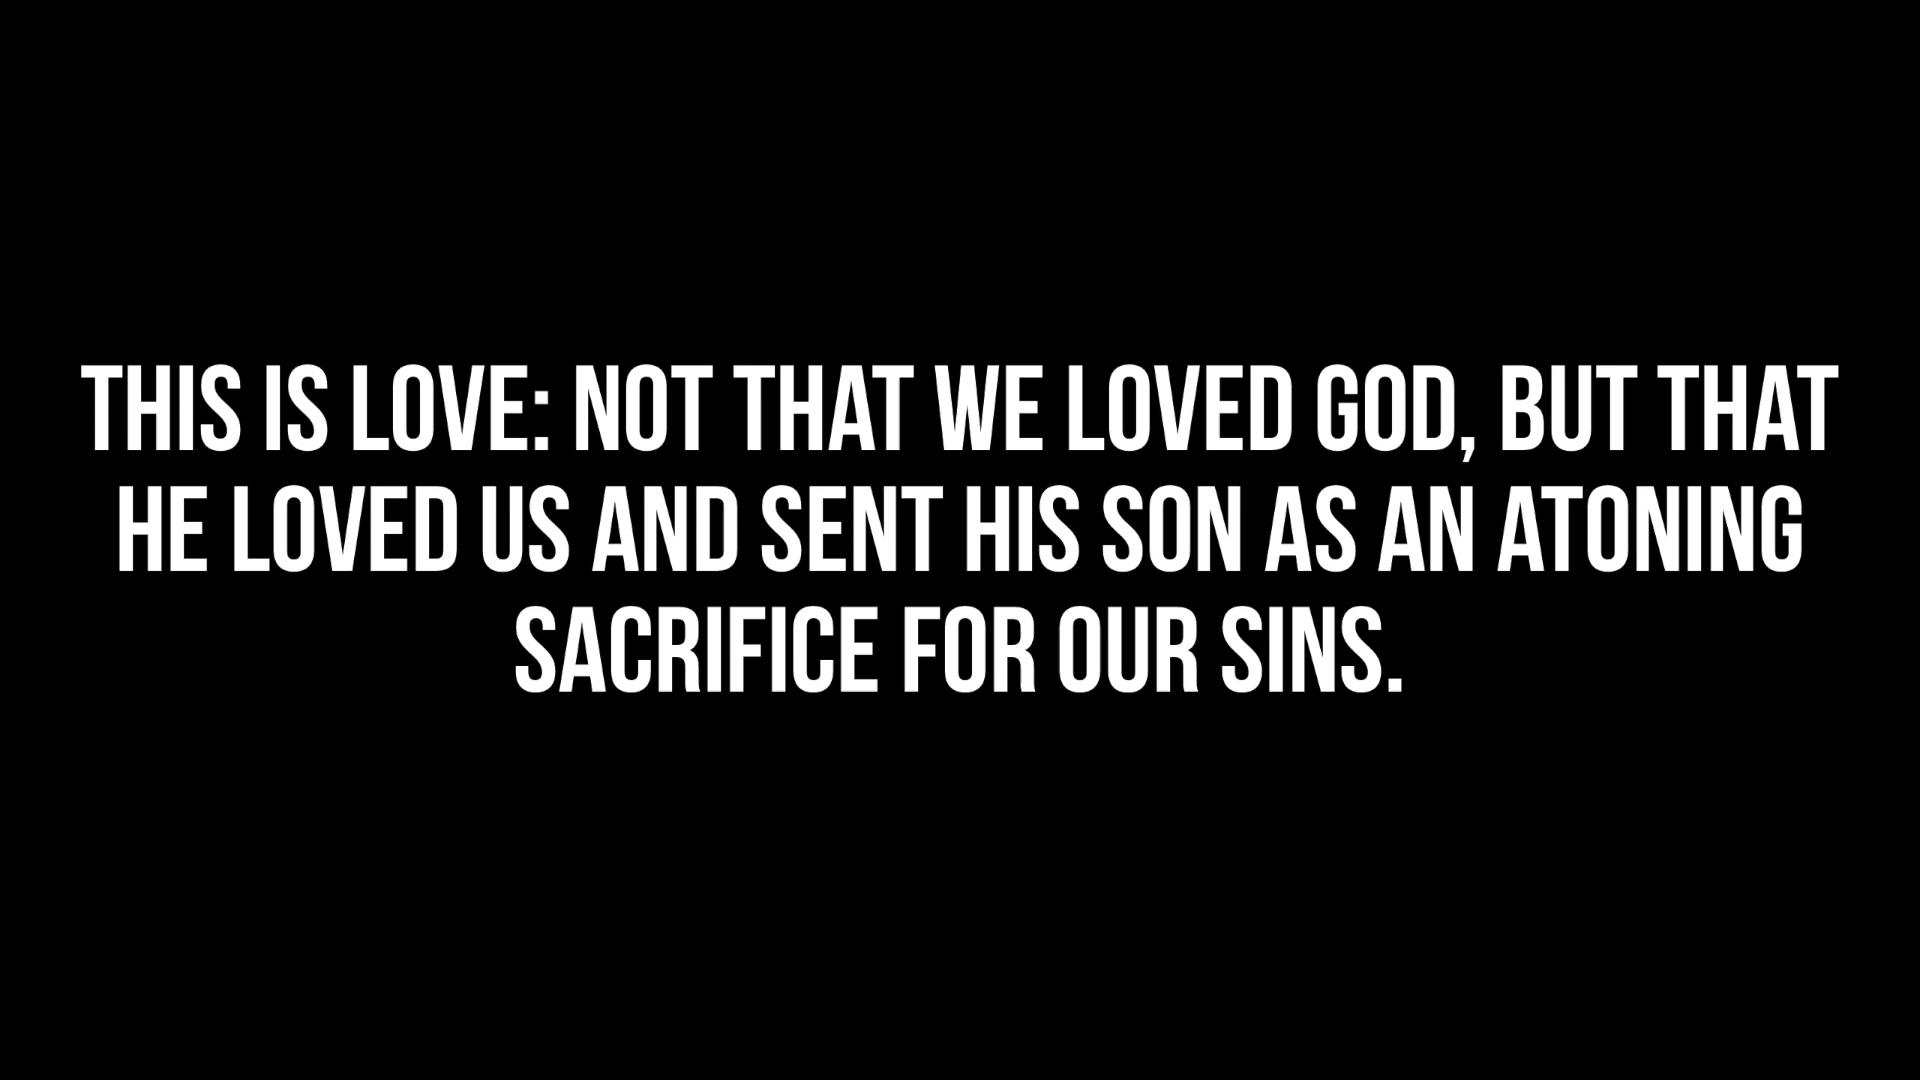 THIS IS LOVE: NOT THAT WE LOVED GOD, BUT THAT
HE LOVED US AND SENT HIS SON AS AN ATONING
SACRIFICE FOR OUR SINS.